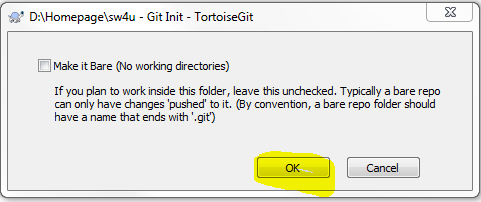 D:\Homepage\sw4u - Git Init - TortoiseGit
Make it Bare (No working directories)
If you plan to work inside this folder, leave this unchecked. Typically a bare repo
can only have changes 'pushed' to it. (By convention, a bare repo folder should
have a name that ends with '.git')
OK
Cancel